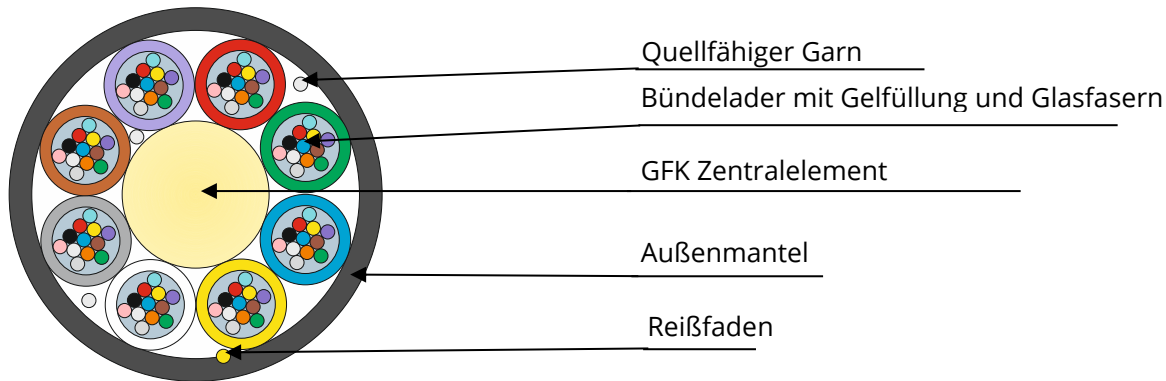 Quellfähiger Garn
Bündelader mit Gelfüllung und Glasfasern
GFK Zentralelement
Außenmantel
Reißfaden